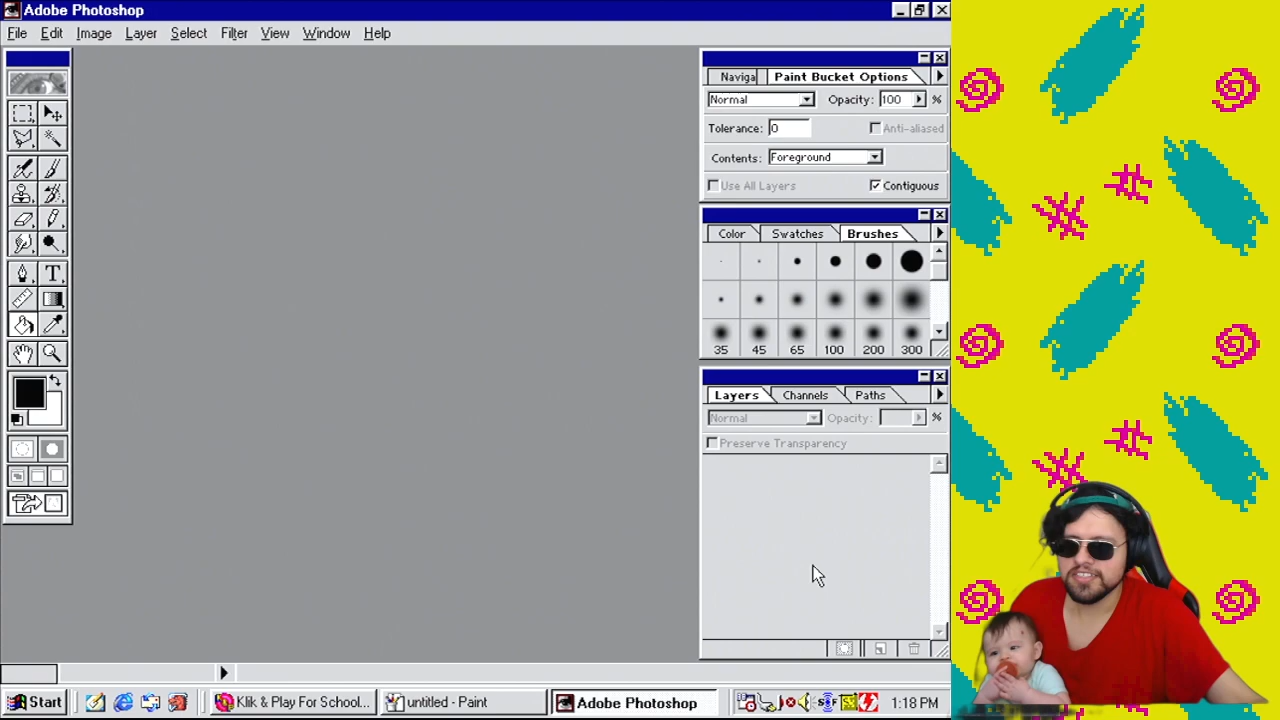 Adobe Photoshop
File Edit Image Layer Select Filter View Window Help
Naviga Paint Bucket Options
Normal Opacity: 100 %
Tolerance: 0 Anti-aliased
Contents: Foreground
Use All Layers Contiguous
Color Swatches Brushes
35 45 65 100 200 300
Layers Channels Paths
Normal Opacity: %
Preserve Transparency
Start Klik & Play For School... untitled - Paint Adobe Photoshop 1:18 PM